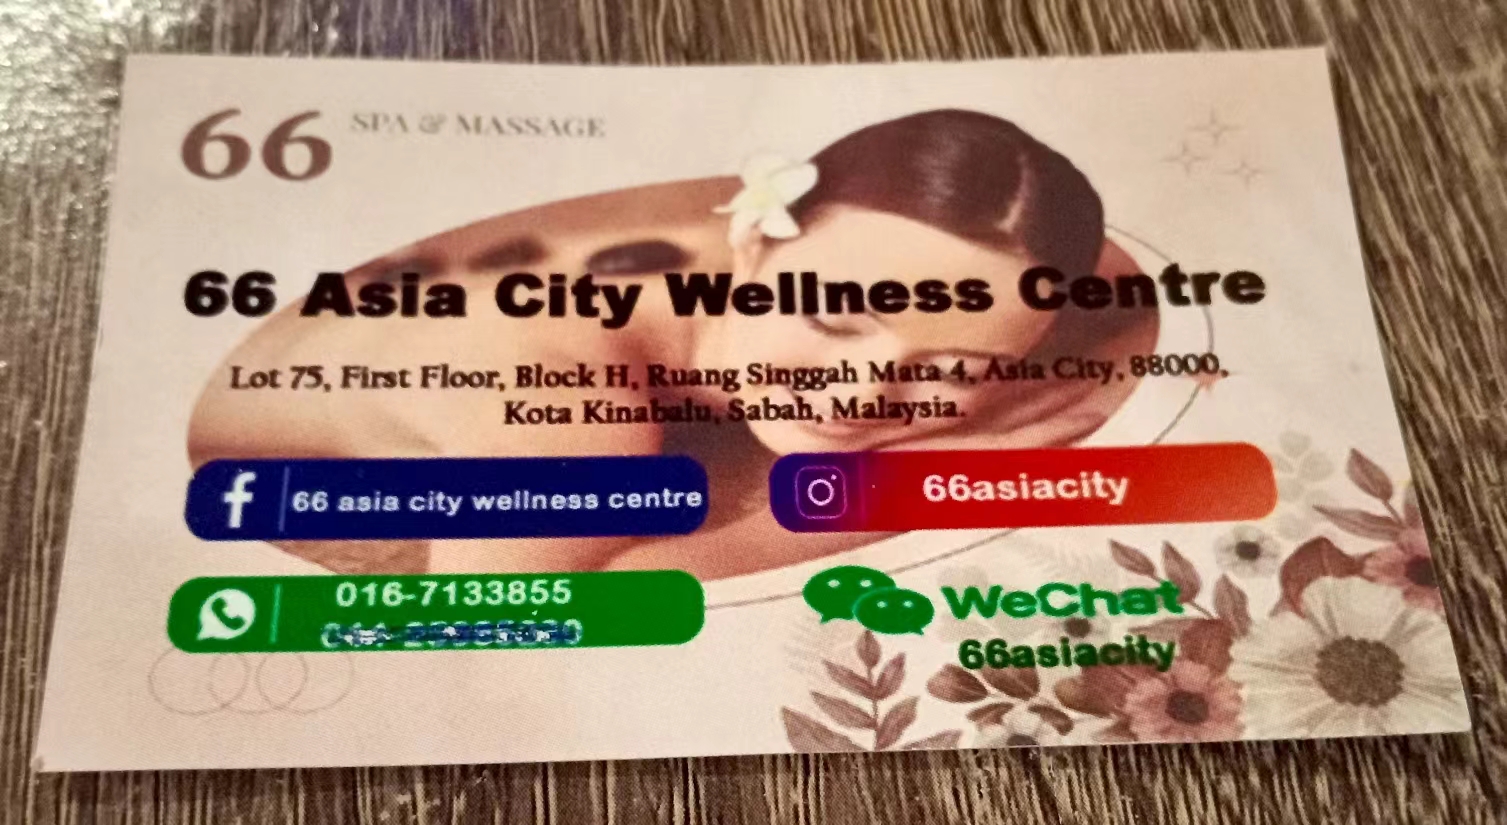 66 SPA & MASSAGE
66 Asia City Wellness Centre
Lot 75, First Floor, Block H, Ruang Singgah Mata 4, Asia City, 88000,
Kota Kinabalu, Sabah, Malaysia.
66 asia city wellness centre
66asiacity
016-7133855
WeChat
66asiacity